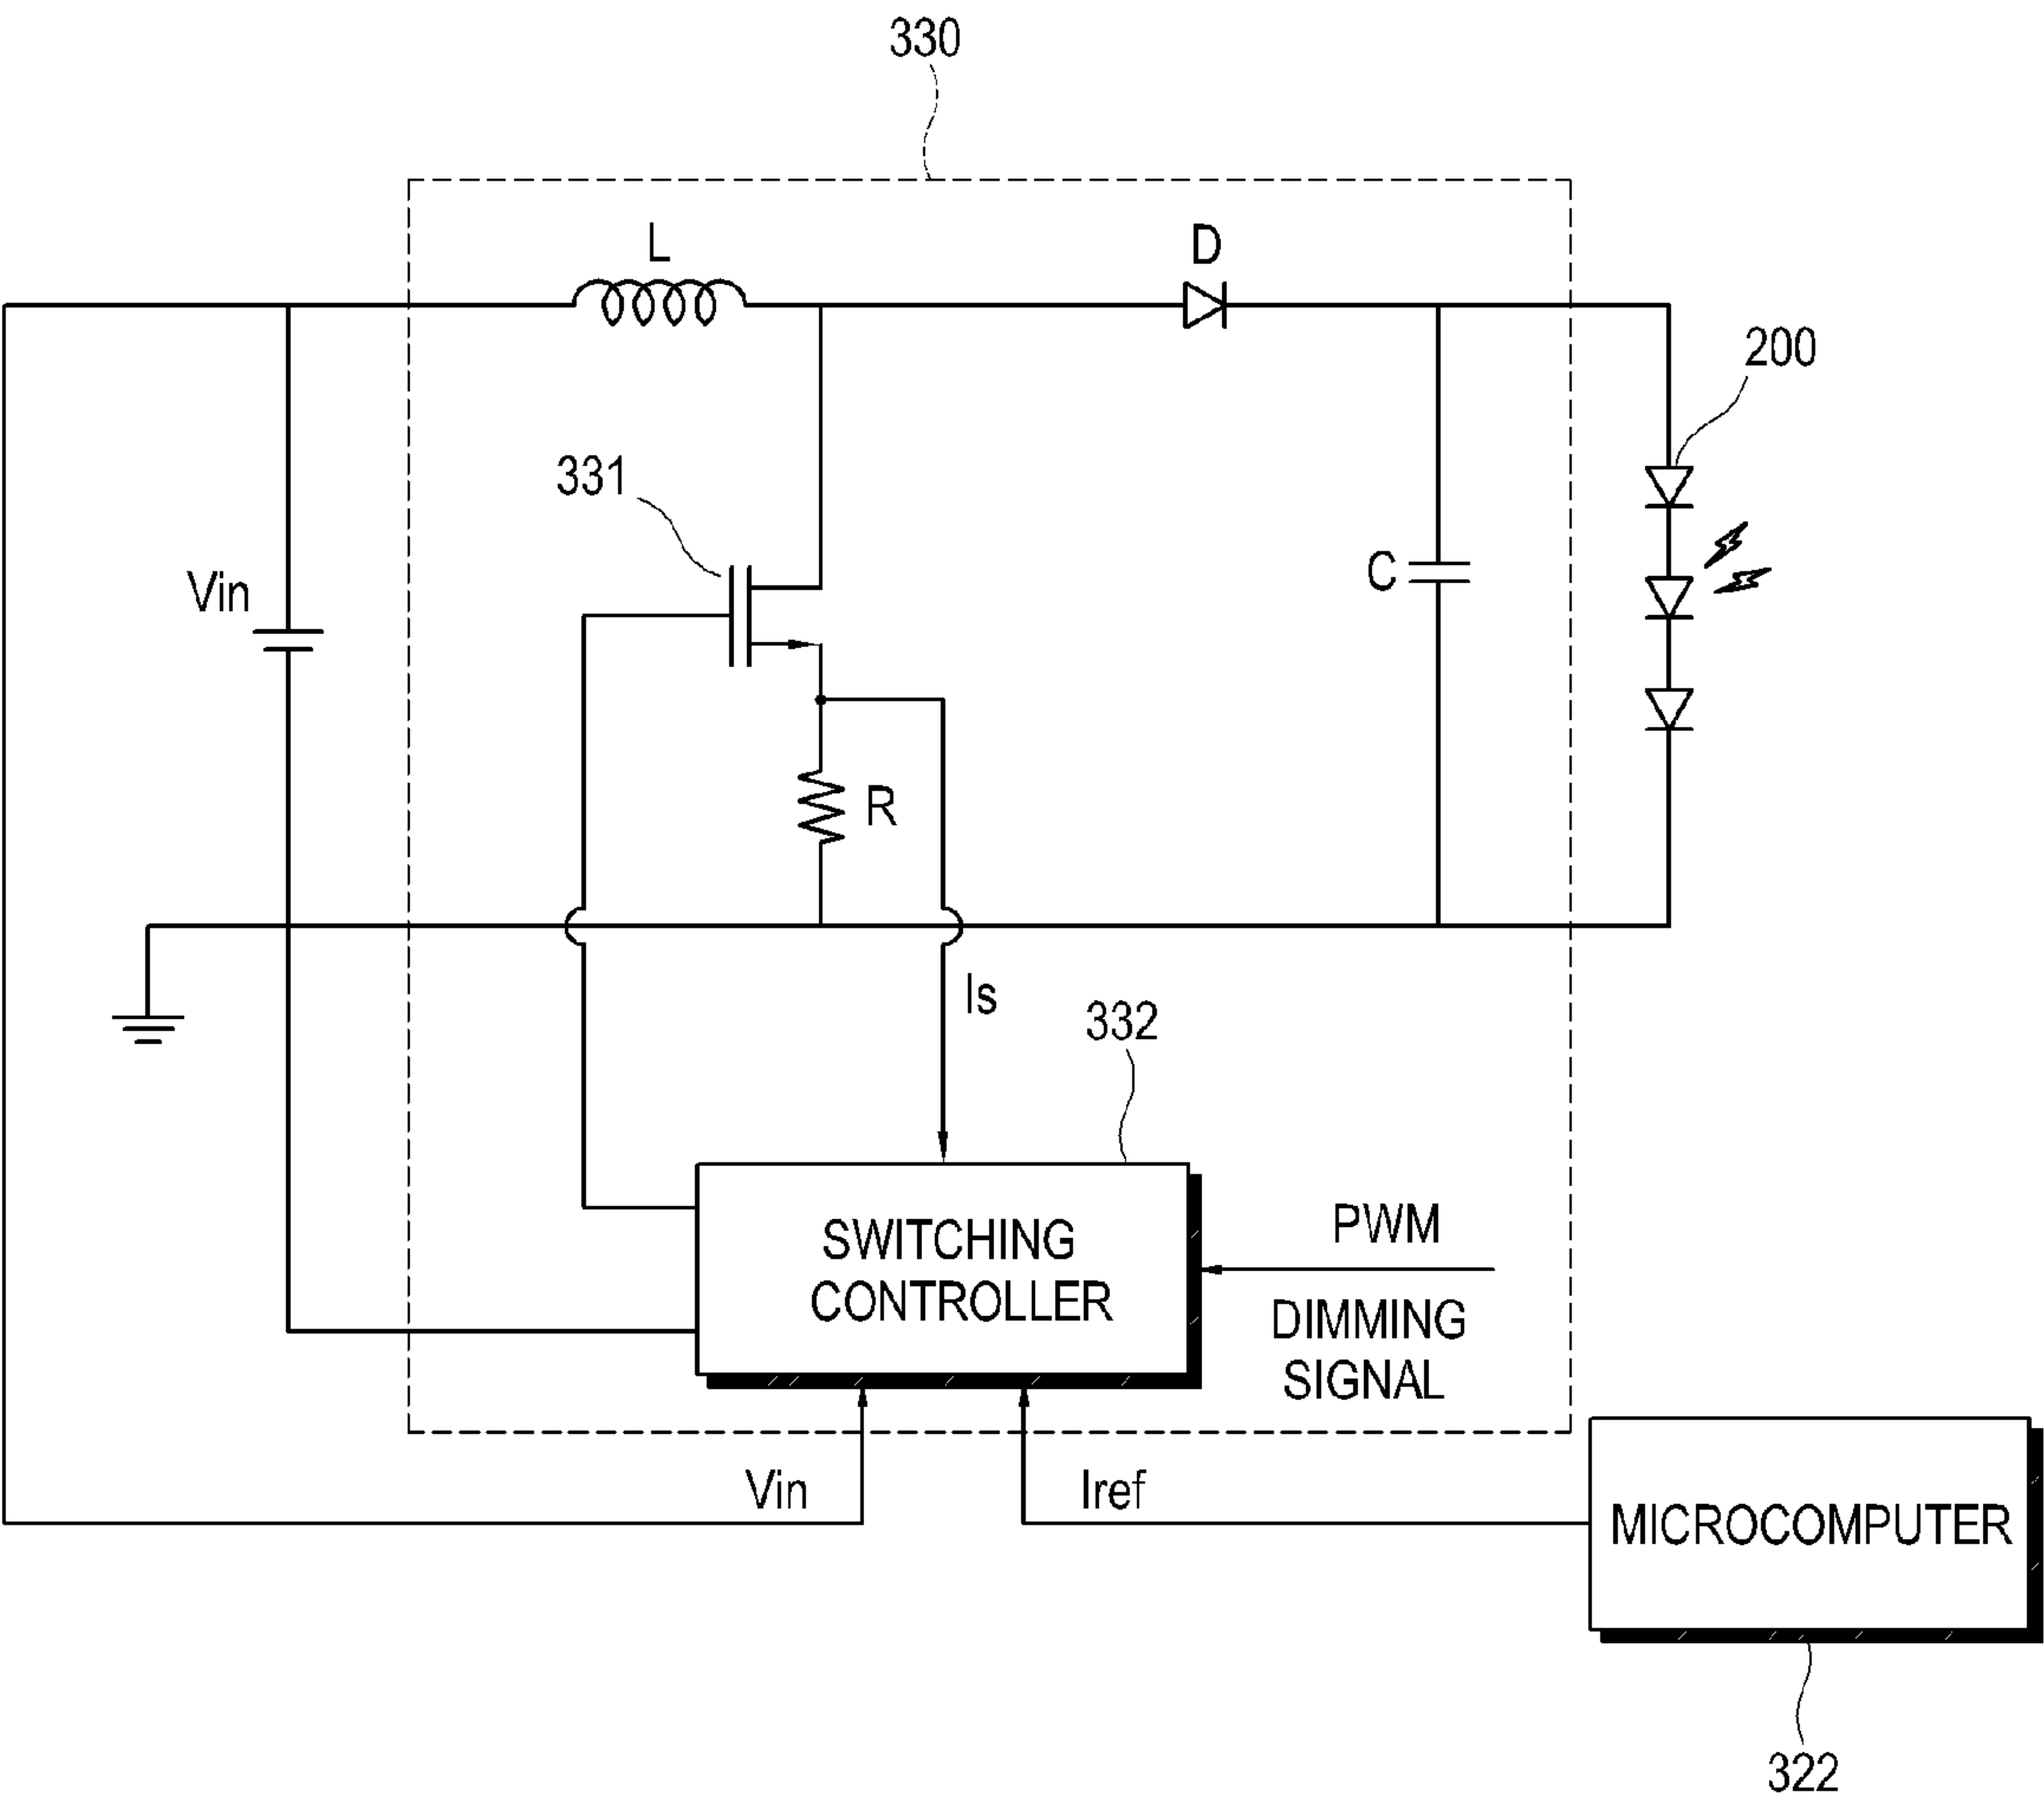 330
L
D
200
331
Vin
C
R
Is
332
SWITCHING
CONTROLLER
PWM
DIMMING
SIGNAL
Vin
Iref
MICROCOMPUTER
322